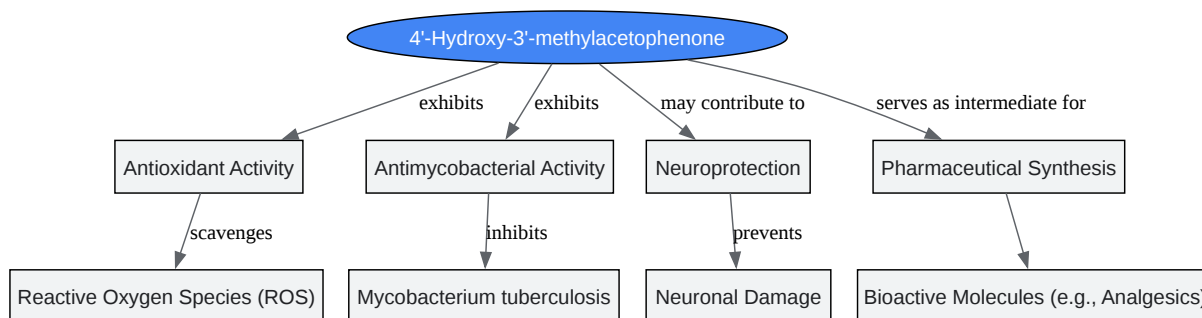 4'-Hydroxy-3'-methylacetophenone
exhibits
exhibits
may contribute to
serves as intermediate for
Antioxidant Activity
Antimycobacterial Activity
Neuroprotection
Pharmaceutical Synthesis
scavenges
inhibits
prevents
Reactive Oxygen Species (ROS)
Mycobacterium tuberculosis
Neuronal Damage
Bioactive Molecules (e.g., Analgesics)